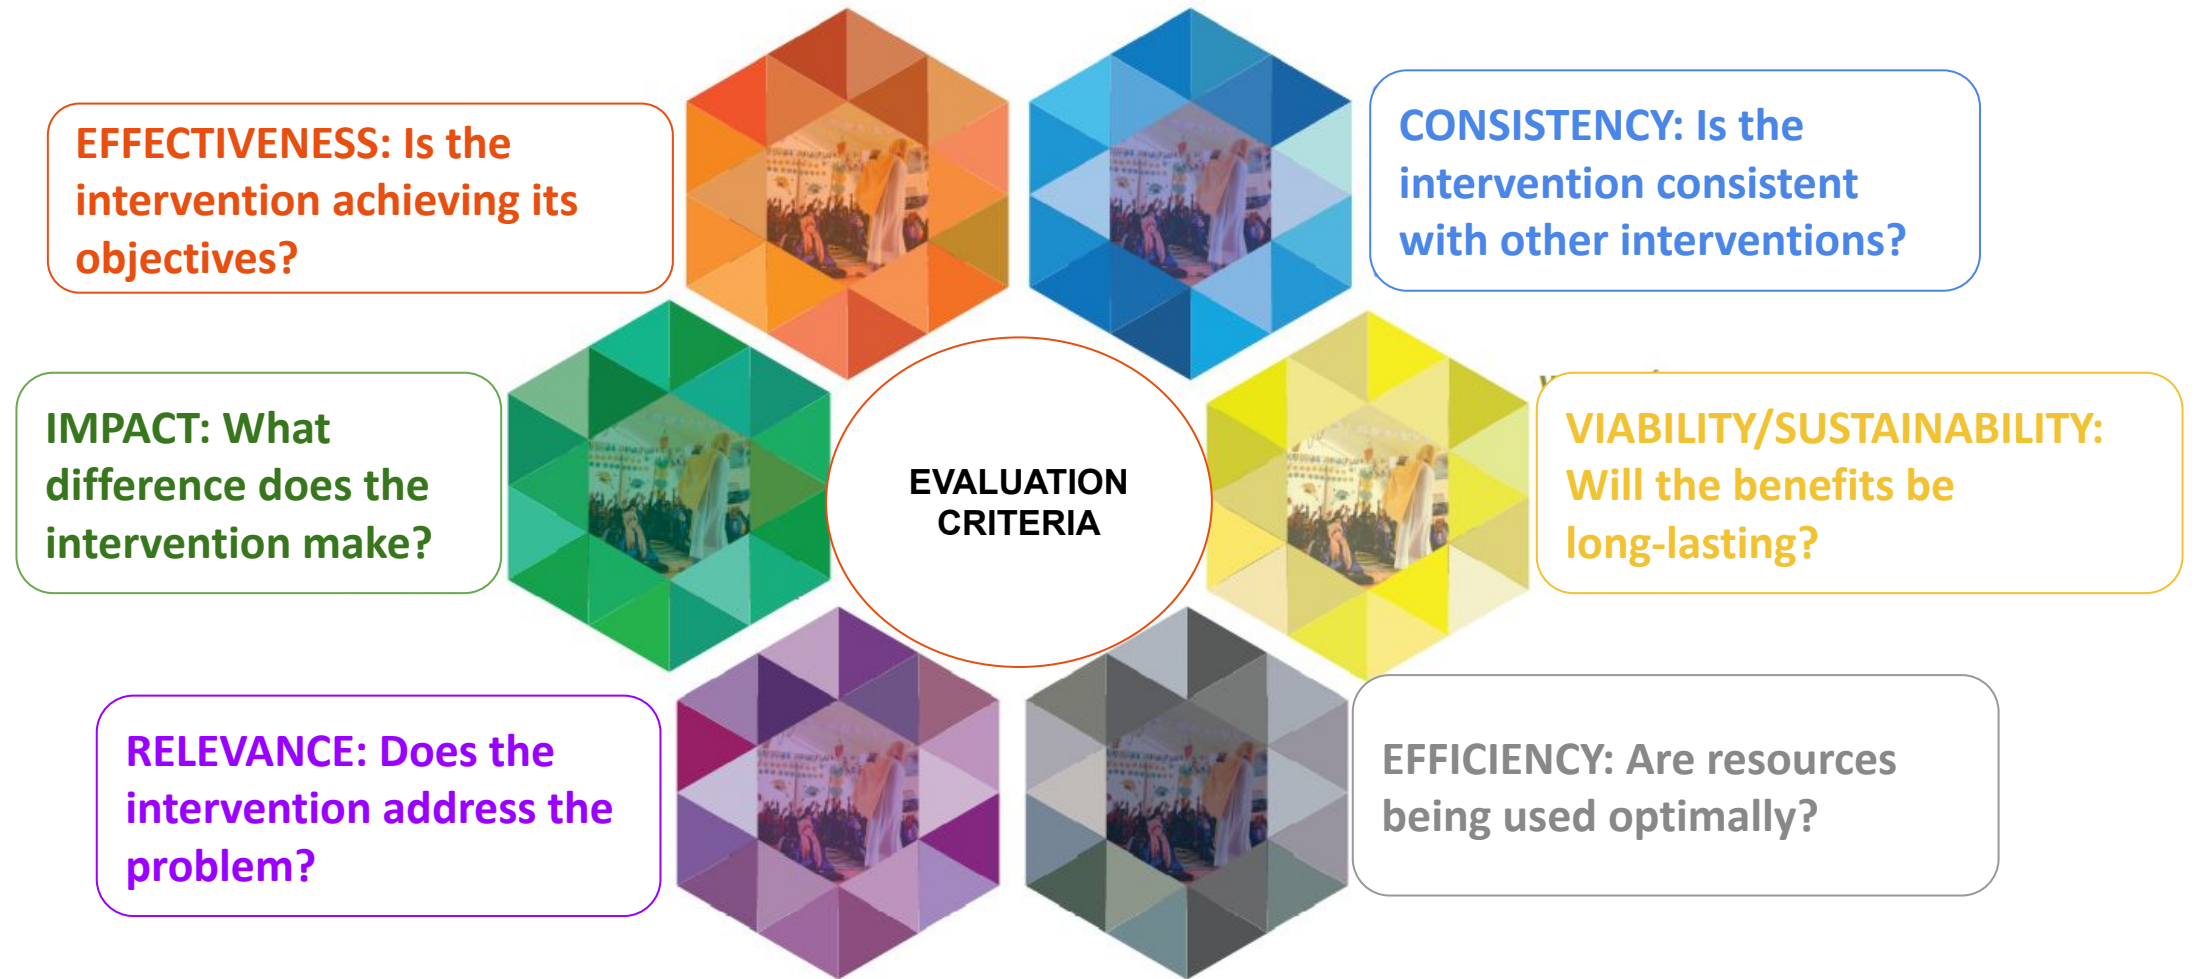 EFFECTIVENESS: Is the
intervention achieving its
objectives?
CONSISTENCY: Is the
intervention consistent
with other interventions?
IMPACT: What
difference does the
intervention make?
EVALUATION
CRITERIA
VIABILITY/SUSTAINABILITY:
Will the benefits be
long-lasting?
RELEVANCE: Does the
intervention address the
problem?
EFFICIENCY: Are resources
being used optimally?